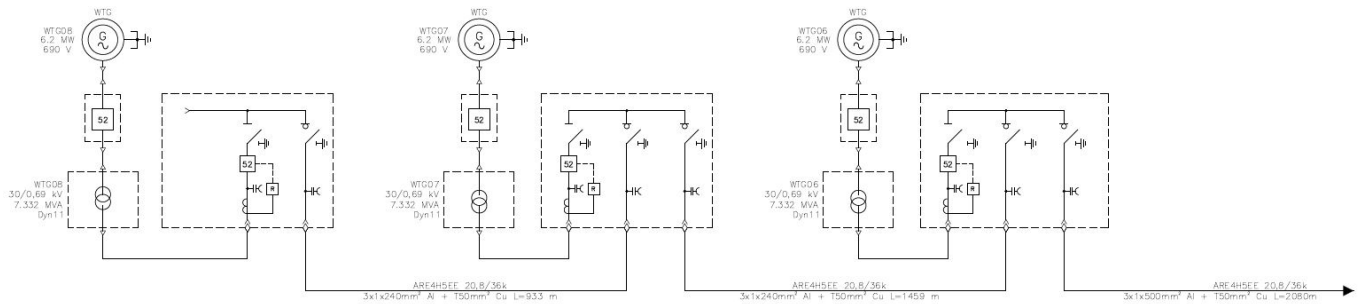 WTG
WTG08
6.2 MW
690 V
G
52
WTG08
30/0,69 kV
7.332 MVA
Dyn11
52
R
ARE4H5EE 20,8/36k
3x1x240mm² Al + T50mm² Cu L=933 m
WTG
WTG07
6.2 MW
690 V
G
52
WTG07
30/0,69 kV
7.332 MVA
Dyn11
52
R
ARE4H5EE 20,8/36k
3x1x240mm² Al + T50mm² Cu L=1459 m
WTG
WTG06
6.2 MW
690 V
G
52
WTG06
30/0,69 kV
7.332 MVA
Dyn11
52
R
ARE4H5EE 20,8/36k
3x1x500mm² Al + T50mm² Cu L=2080m